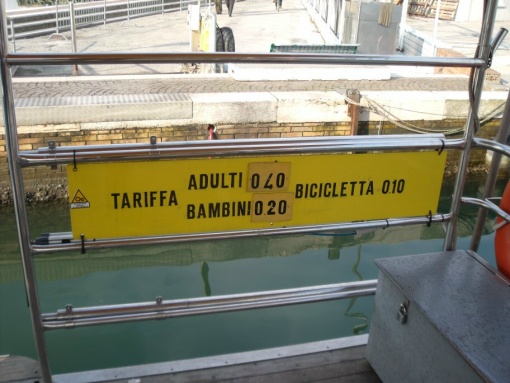 TARIFFA
ADULTI 0.40
BAMBINI 0.20
BICICLETTA 0.10